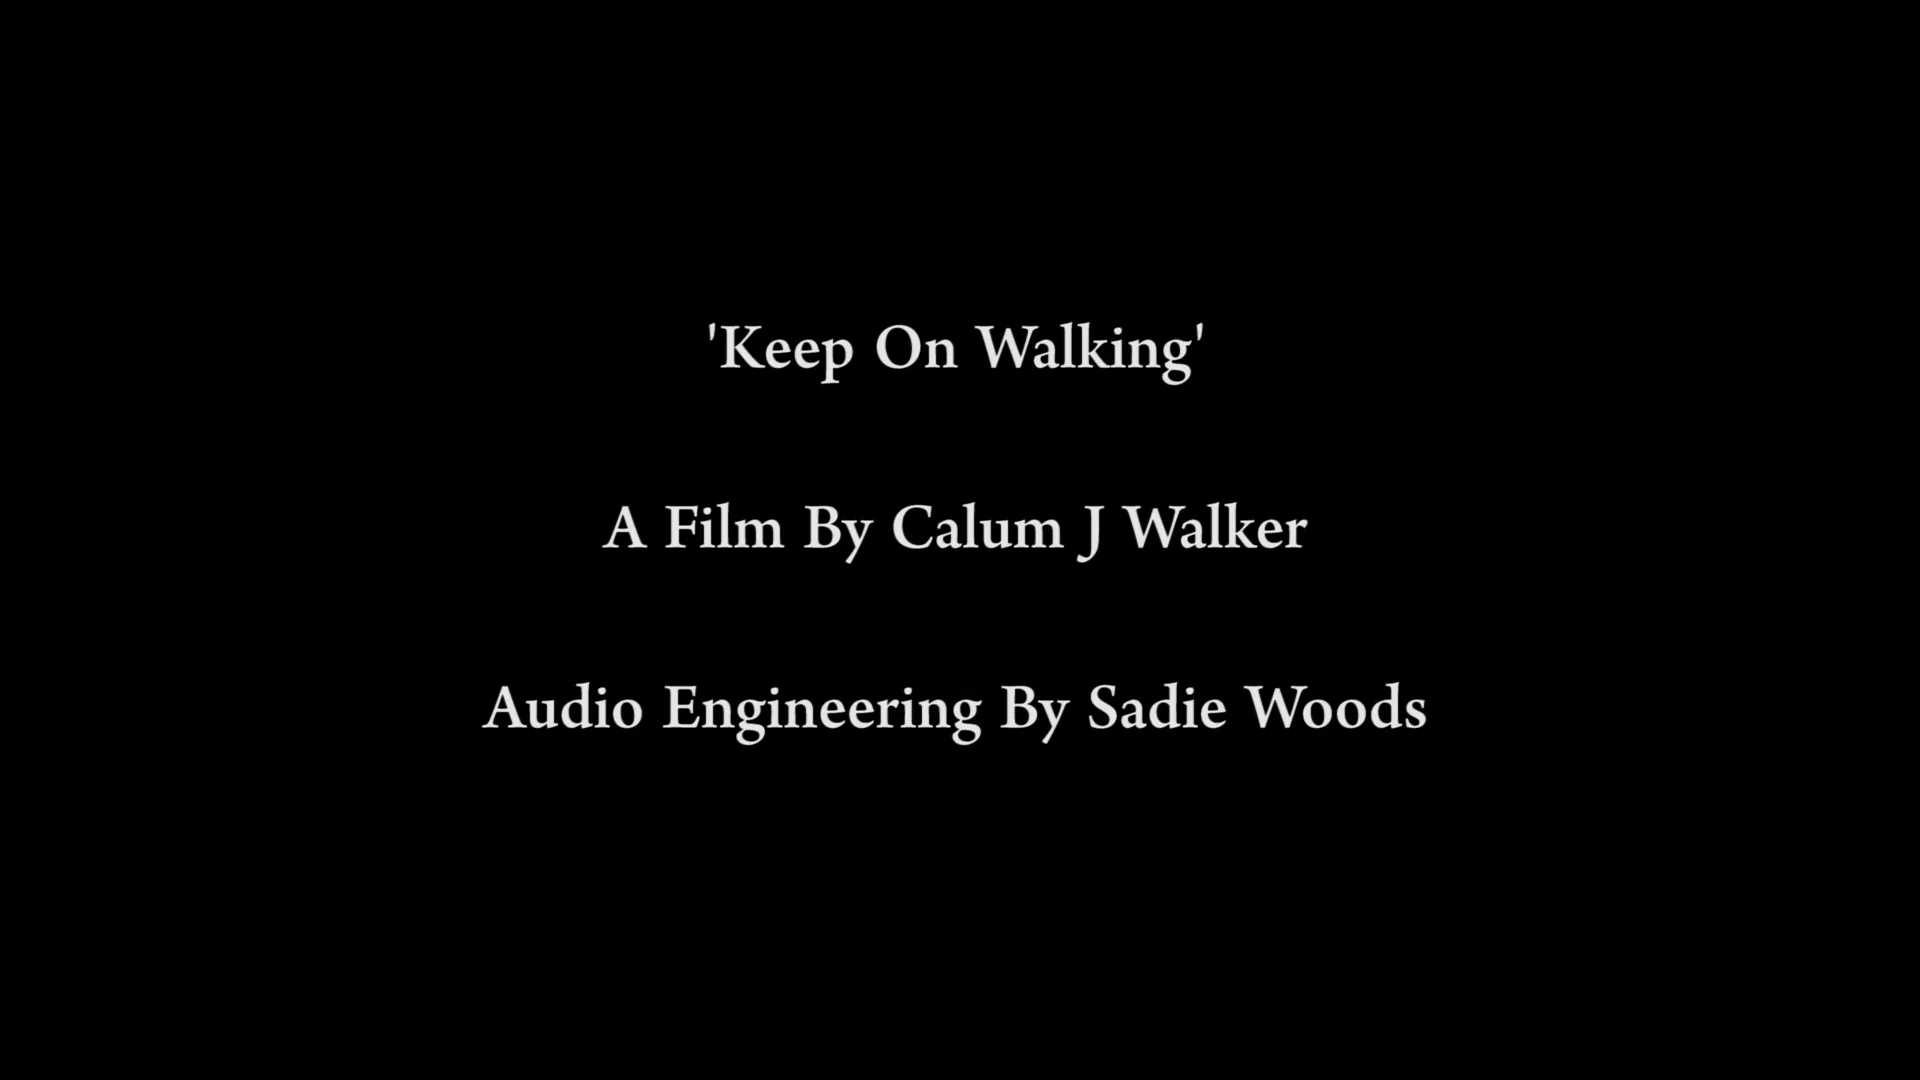 'Keep On Walking'
A Film By Calum J Walker
Audio Engineering By Sadie Woods